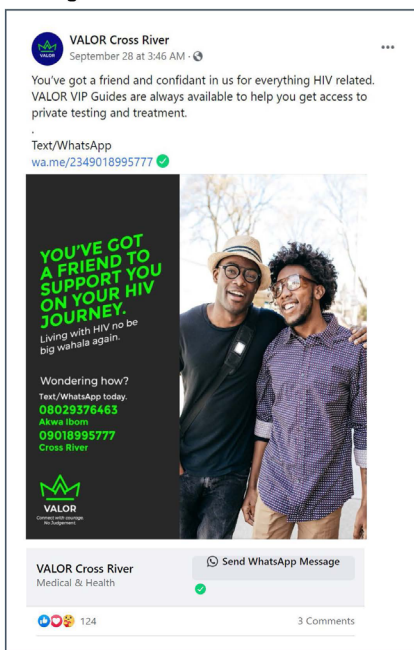 VALOR Cross River
September 28 at 3:46 AM ·
You've got a friend and confidant in us for everything HIV related.
VALOR VIP Guides are always available to help you get access to
private testing and treatment.
.
Text/WhatsApp
wa.me/2349018995777
YOU'VE GOT
A FRIEND TO
SUPPORT YOU
ON YOUR HIV
JOURNEY.
Living with HIV no be
big wahala again.
Wondering how?
Text/WhatsApp today.
08029376463
Akwa Ibom
09018995777
Cross River
VALOR
Connect with courage.
No Judgement.
VALOR Cross River
Medical & Health
Send WhatsApp Message
124
3 Comments